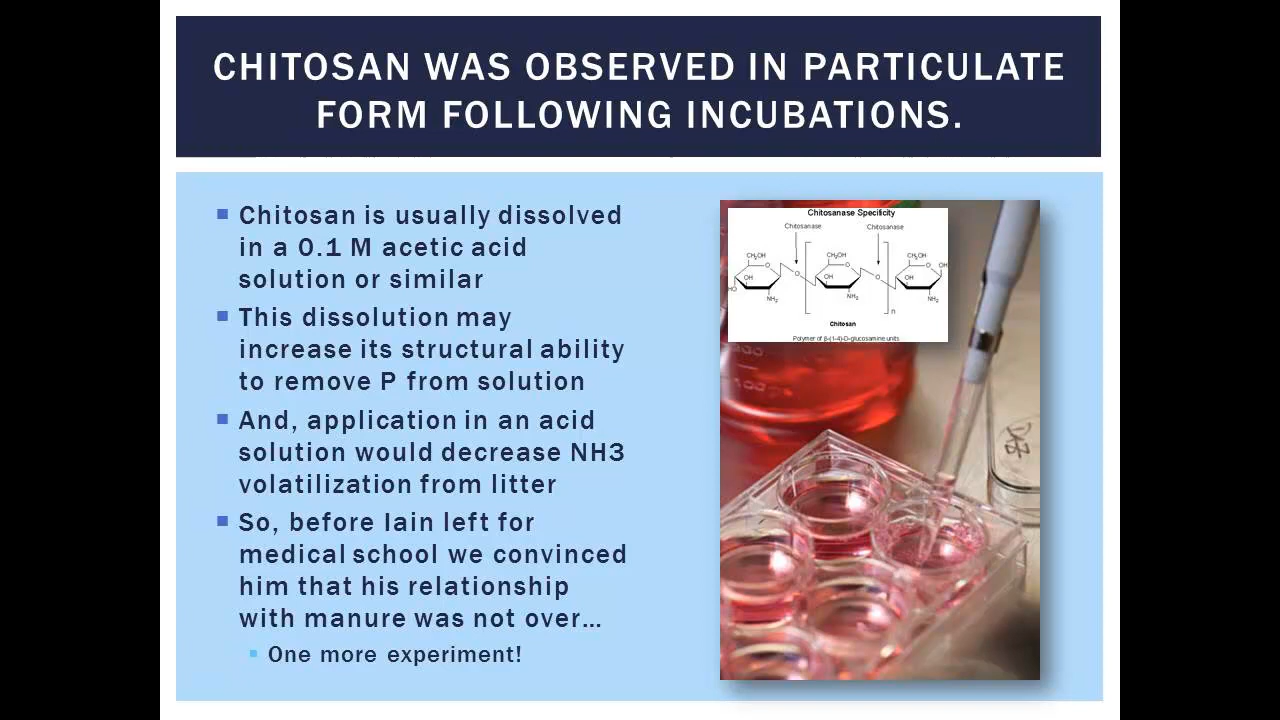 CHITOSAN WAS OBSERVED IN PARTICULATE
FORM FOLLOWING INCUBATIONS.
Chitosan is usually dissolved
in a 0.1 M acetic acid
solution or similar
This dissolution may
increase its structural ability
to remove P from solution
And, application in an acid
solution would decrease NH3
volatilization from litter
So, before Iain left for
medical school we convinced
him that his relationship
with manure was not over…
One more experiment!
Chitosanase Specificity
Chitosanase Chitosanase
CH₂OH CH₂OH CH₂OH
O O O OH
OH O OH O OH
HO
NH₂ NH₂ NH₂
n
Chitosan
Polymer of β-(1-4)-D-glucosamine units